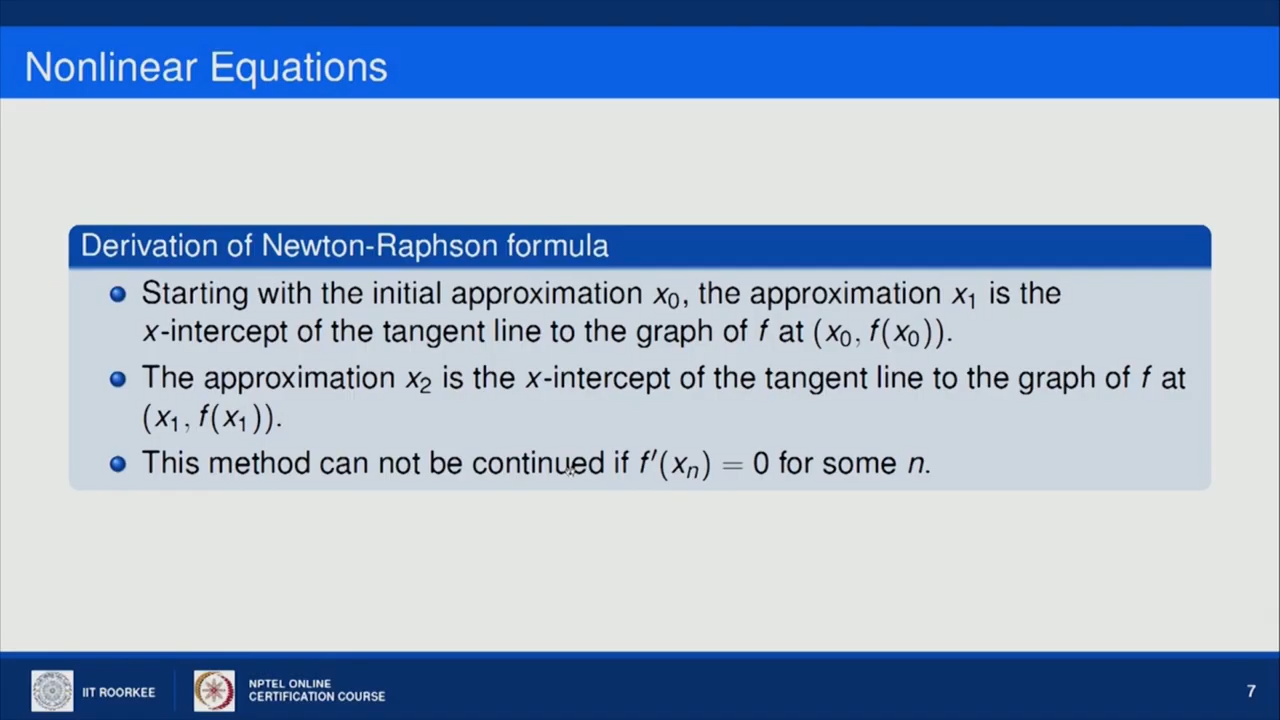 Nonlinear Equations
Derivation of Newton-Raphson formula
Starting with the initial approximation x₀, the approximation x₁ is the
x-intercept of the tangent line to the graph of f at (x₀, f(x₀)).
The approximation x₂ is the x-intercept of the tangent line to the graph of f at
(x₁, f(x₁)).
This method can not be continued if f′(xₙ) = 0 for some n.
IIT ROORKEE
NPTEL ONLINE
CERTIFICATION COURSE
7